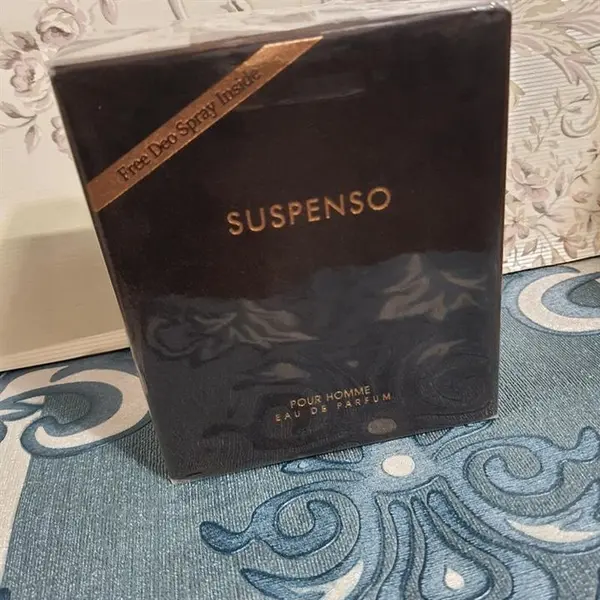 Free Deo Spray Inside
SUSPENSO
POUR HOMME
EAU DE PARFUM